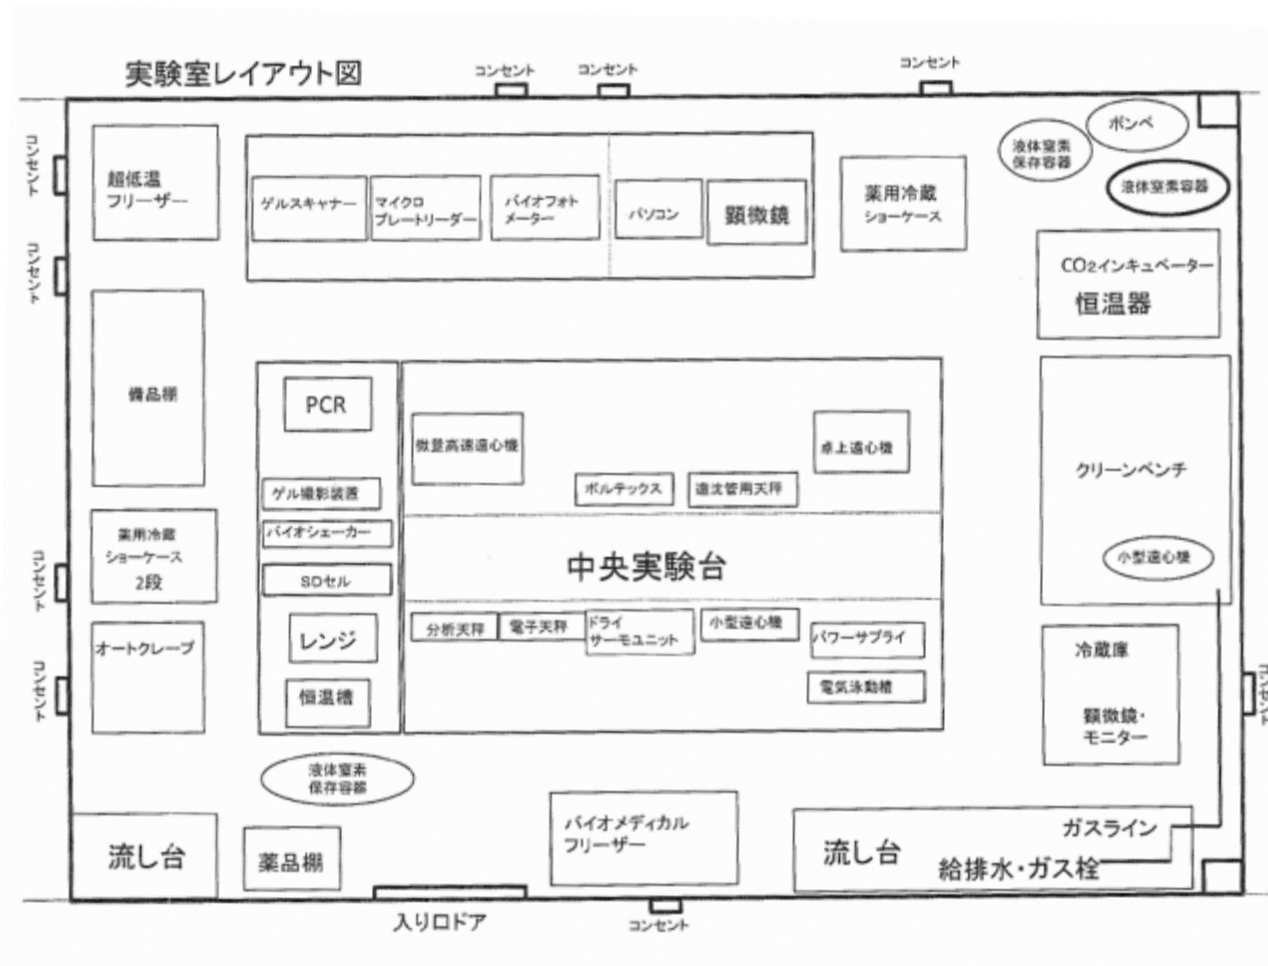 実験室レイアウト図
コンセント
コンセント
コンセント
コンセント
コンセント
コンセント
コンセント
超低温
フリーザー
ゲルスキャナー
マイクロ
プレートリーダー
バイオフォト
メーター
パソコン
顕微鏡
薬用冷蔵
ショーケース
液体窒素
保存容器
ボンベ
液体窒素容器
CO2インキュベーター
恒温器
備品棚
PCR
ゲル撮影装置
バイオシェーカー
SDセル
レンジ
恒温槽
微量高速遠心機
ボルテックス
遠沈管用天秤
卓上遠心機
中央実験台
分析天秤
電子天秤
ドライ
サーモユニット
小型遠心機
パワーサプライ
電気泳動槽
クリーンベンチ
小型遠心機
薬用冷蔵
ショーケース
2段
オートクレーブ
冷蔵庫
顕微鏡・
モニター
コンセント
液体窒素
保存容器
流し台
薬品棚
バイオメディカル
フリーザー
流し台
ガスライン
給排水・ガス栓
入り口ドア
コンセント